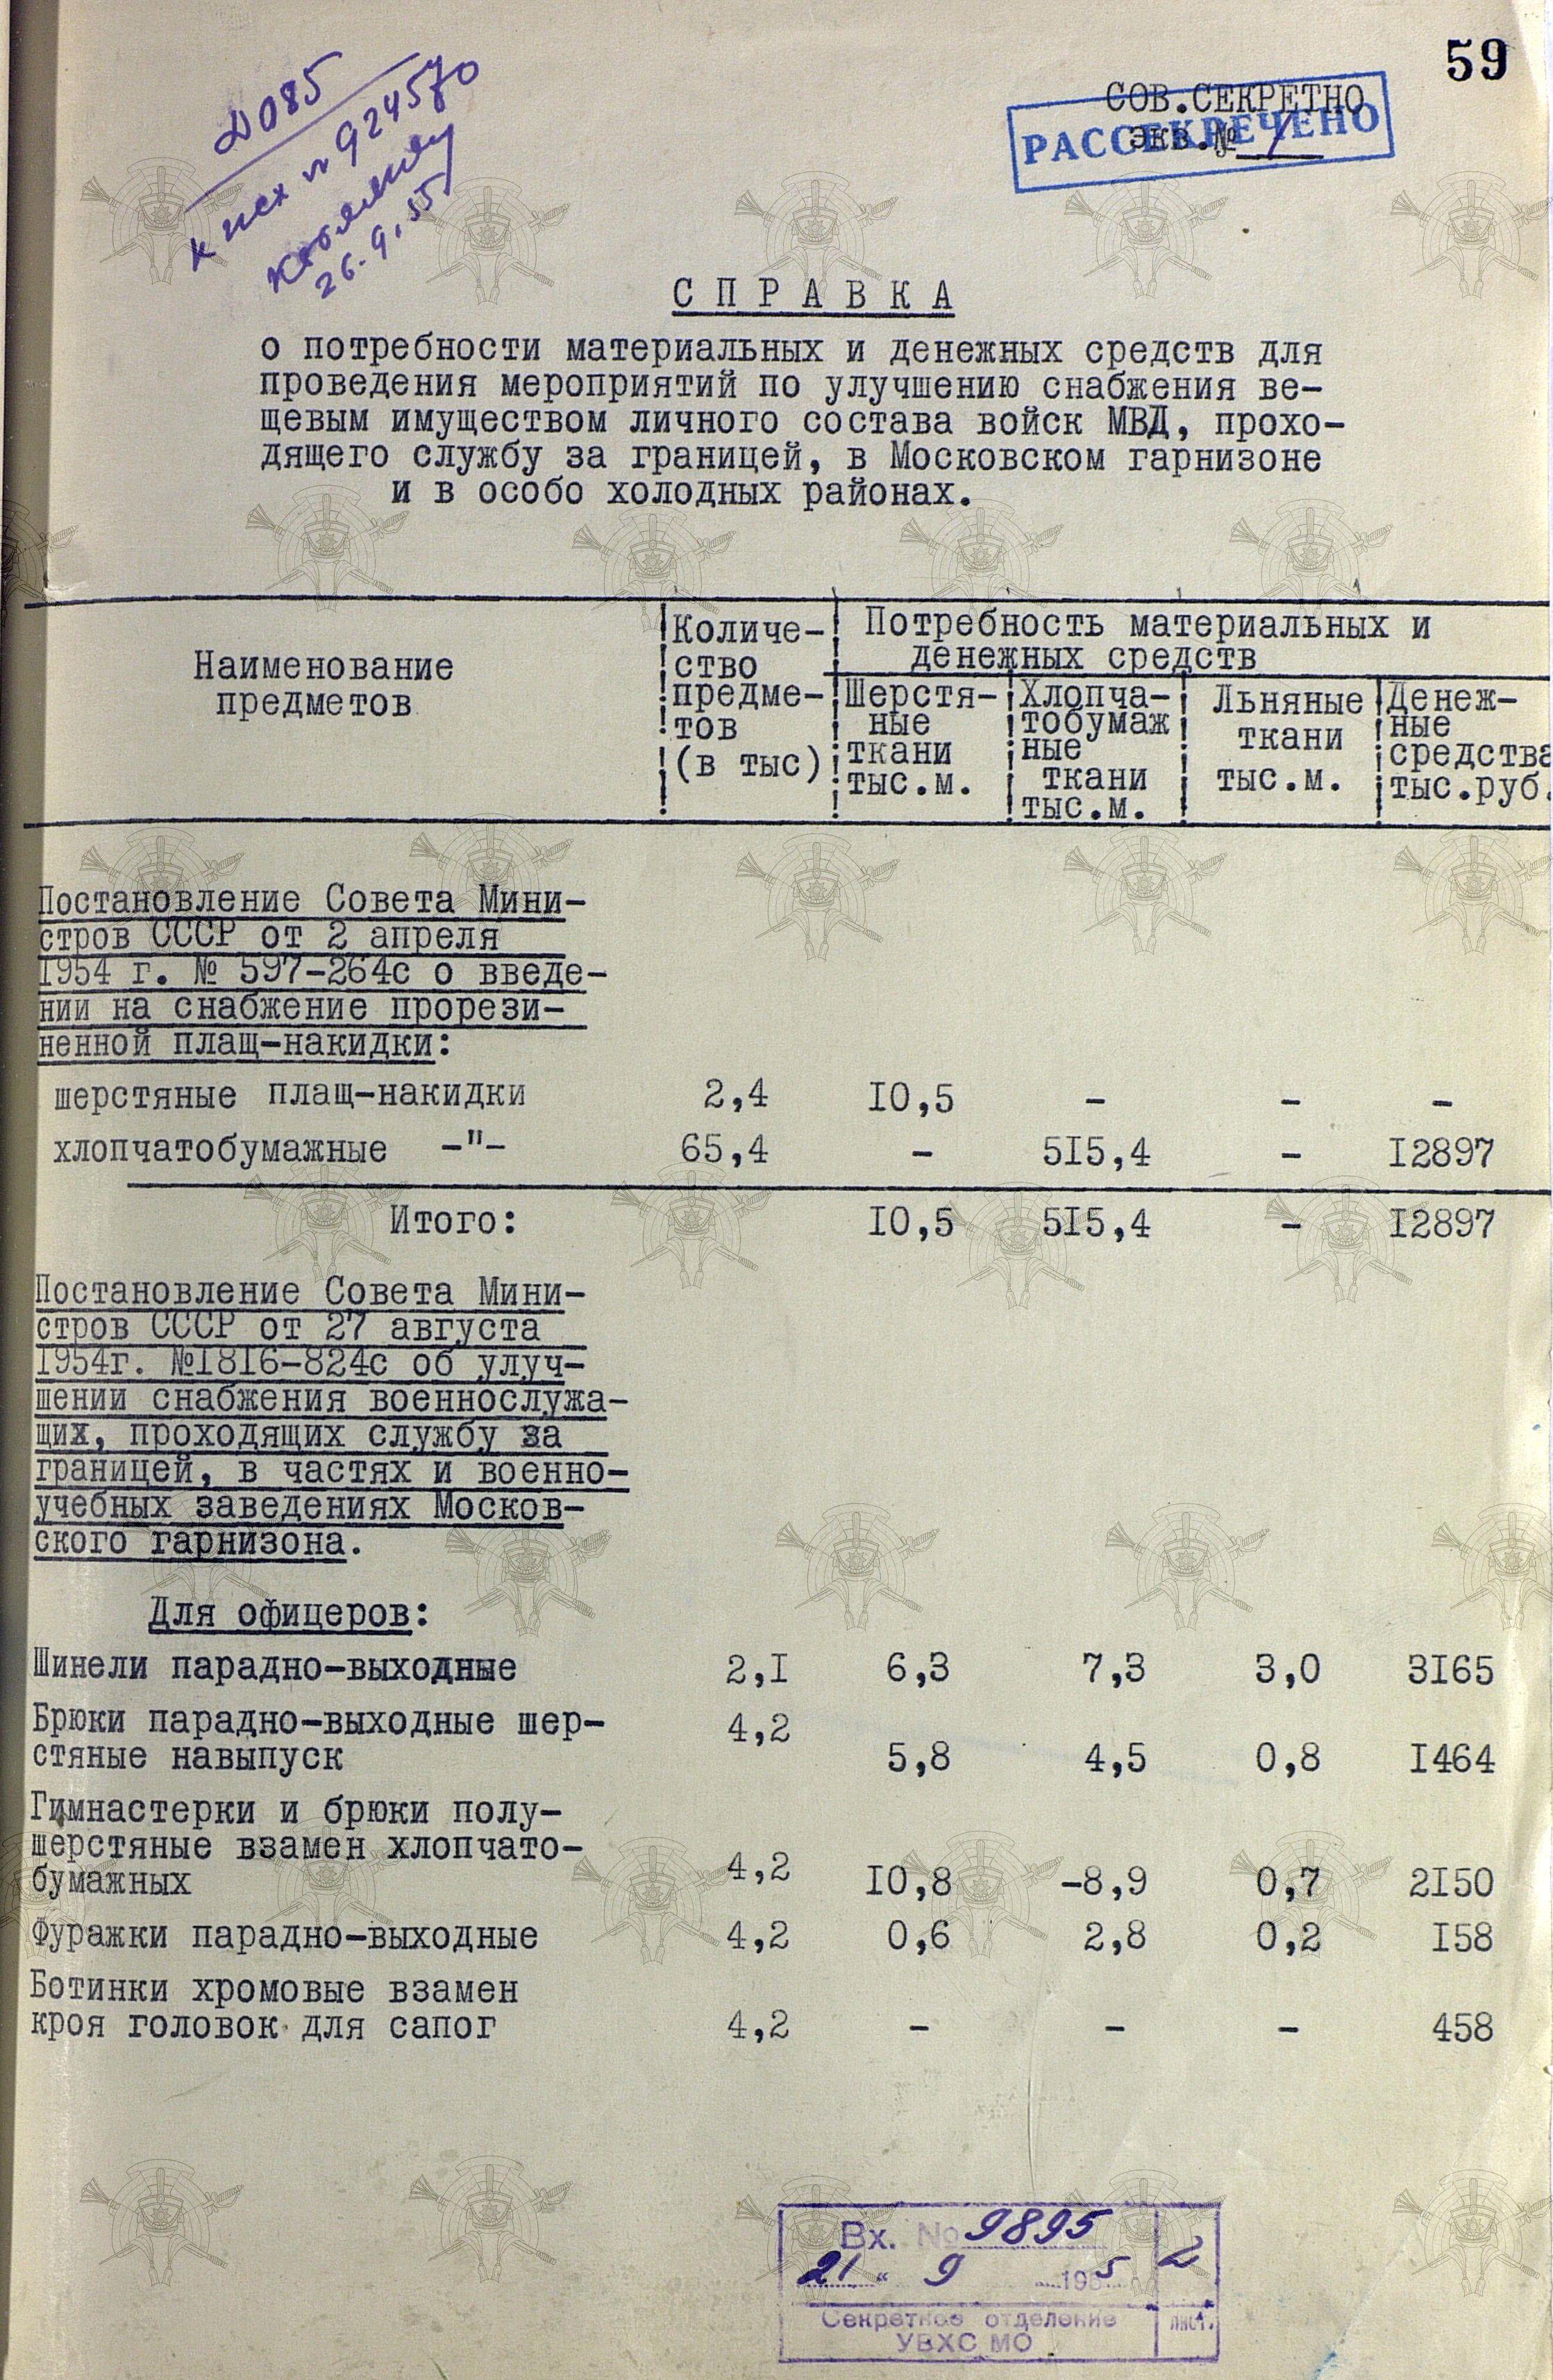 59
Д085
к исх № 924570
26.9.55
СОВ.СЕКРЕТНО
экз.№ 1
РАССЕКРЕЧЕНО
С П Р А В К А
о потребности материальных и денежных средств для
проведения мероприятий по улучшению снабжения ве-
щевым имуществом личного состава войск МВД, прохо-
дящего службу за границей, в Московском гарнизоне
и в особо холодных районах.
Наименование предметов
Количе-
ство
предме-
тов
(в тыс)
Потребность материальных и
денежных средств
Шерстя-
ные
ткани
тыс.м.
Хлопча-
тобумаж
ные
ткани
тыс.м.
Льняные
ткани
тыс.м.
Денеж-
ные
средства
тыс.руб.
Постановление Совета Мини-
стров СССР от 2 апреля
1954 г. № 597-264с о введе-
нии на снабжение прорези-
ненной плащ-накидки:
шерстяные плащ-накидки 2,4 10,5 - - -
хлопчатобумажные -"- 65,4 - 515,4 - 12897
Итого: 10,5 515,4 - 12897
Постановление Совета Мини-
стров СССР от 27 августа
1954г. №1816-824с об улуч-
шении снабжения военнослужа-
щих, проходящих службу за
границей, в частях и военно-
учебных заведениях Москов-
ского гарнизона.
Для офицеров:
Шинели парадно-выходные 2,1 6,3 7,3 3,0 3165
Брюки парадно-выходные шер- 4,2
стяные навыпуск 5,8 4,5 0,8 1464
Гимнастерки и брюки полу-
шерстяные взамен хлопчато-
бумажных 4,2 10,8 -8,9 0,7 2150
Фуражки парадно-выходные 4,2 0,6 2,8 0,2 158
Ботинки хромовые взамен
кроя головок для сапог 4,2 - - - 458
Вх. № 9895
21 " 9 195 5
2
лист.
Секретное отделение
УВХС МО